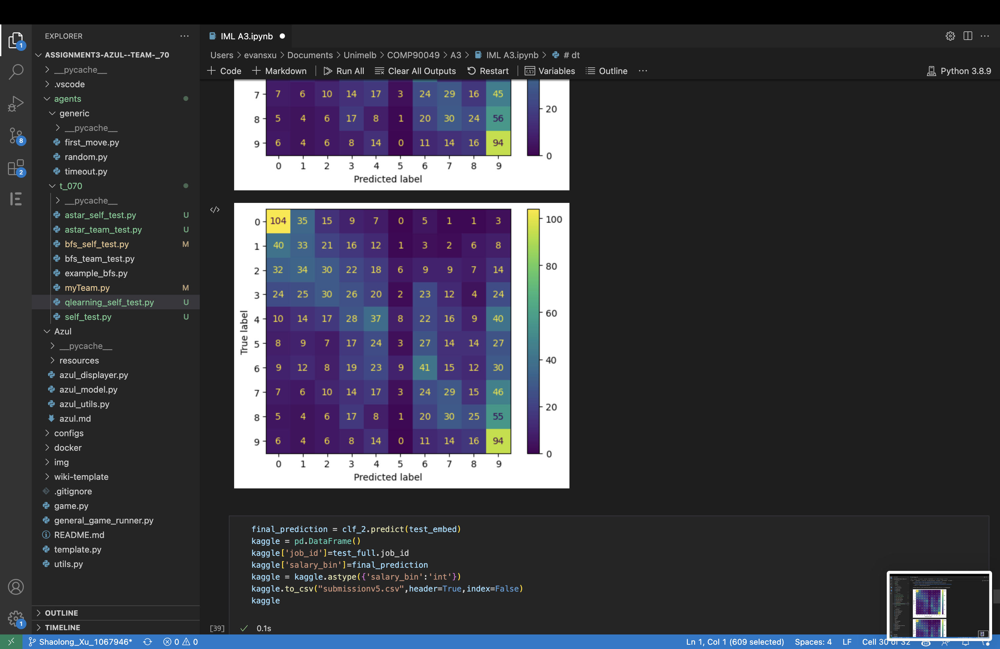 EXPLORER
ASSIGNMENT3-AZUL--TEAM-_70
__pycache__
.vscode
agents
generic
__pycache__
first_move.py
random.py
timeout.py
t_070
__pycache__
astar_self_test.py U
astar_team_test.py U
bfs_self_test.py M
bfs_team_test.py
example_bfs.py
myTeam.py M
qlearning_self_test.py U
self_test.py U
Azul
__pycache__
resources
azul_displayer.py
azul_model.py
azul_utils.py
azul.md
configs
docker
img
wiki-template
.gitignore
game.py
general_game_runner.py
README.md
template.py
utils.py
OUTLINE
TIMELINE
1
8
2
1
IML A3.ipynb
Users > evansxu > Documents > Unimelb > COMP90049 > A3 > IML A3.ipynb > # dt
+ Code + Markdown Run All Clear All Outputs Restart Variables Outline ... Python 3.8.9
7 7 6 10 14 17 3 24 29 16 45
8 5 4 6 17 8 1 20 30 24 56
9 6 4 6 8 14 0 11 14 16 94
0 1 2 3 4 5 6 7 8 9
Predicted label
20
0
True label
0 104 35 15 9 7 0 5 1 1 3
1 40 33 21 16 12 1 3 2 6 8
2 32 34 30 22 18 6 9 9 7 14
3 24 25 30 26 20 2 23 12 4 24
4 10 14 17 28 37 8 22 16 9 40
5 8 9 7 17 24 3 27 14 14 27
6 9 12 8 19 23 9 41 15 12 30
7 7 6 10 14 17 3 24 29 15 46
8 5 4 6 17 8 1 20 30 25 55
9 6 4 6 8 14 0 11 14 16 94
0 1 2 3 4 5 6 7 8 9
Predicted label
100
80
60
40
20
0
final_prediction = clf_2.predict(test_embed)
kaggle = pd.DataFrame()
kaggle['job_id']=test_full.job_id
kaggle['salary_bin']=final_prediction
kaggle = kaggle.astype({'salary_bin':'int'})
kaggle.to_csv("submissionv5.csv",header=True,index=False)
kaggle
[39] 0.1s
Shaolong_Xu_1067946* 0 0 Ln 1, Col 1 (609 selected) Spaces: 4 LF Cell 30 of 32